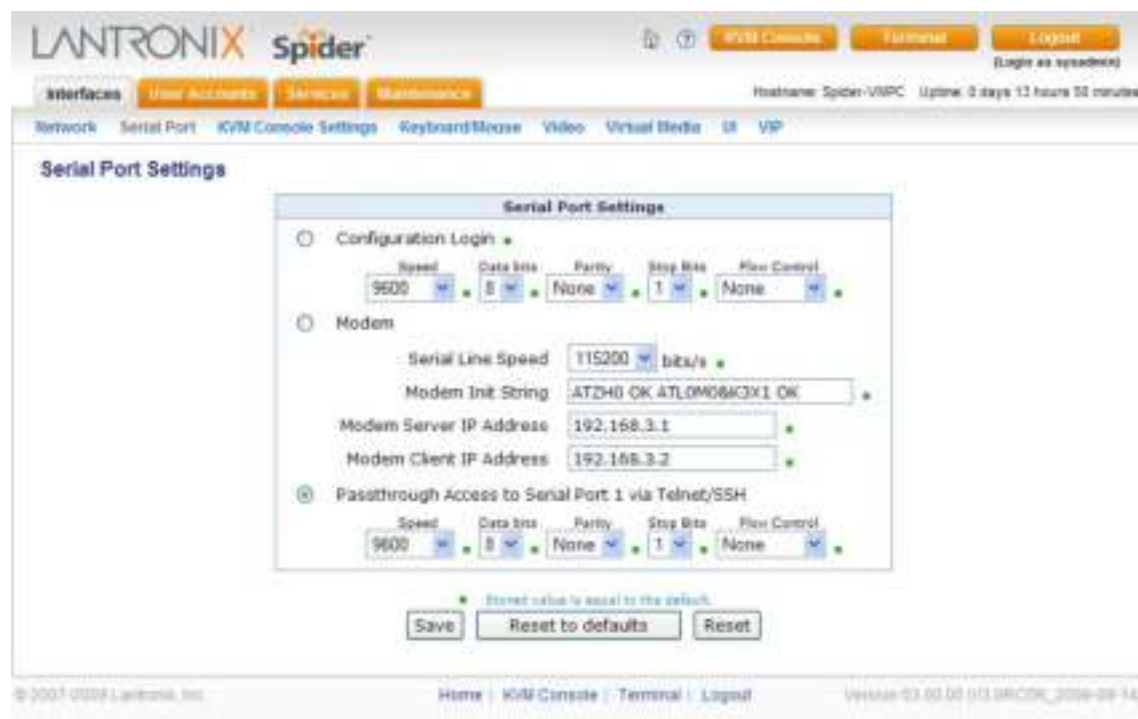 LANTRONIX Spider
KVM Console Terminal Logout
(Login as sysadmin)
Interfaces User Accounts Services Maintenance
Hostname: Spider-VNPC Uptime: 0 days 13 hours 50 minutes
Network Serial Port KVM Console Settings Keyboard/Mouse Video Virtual Media UI VIP
Serial Port Settings
Serial Port Settings
Configuration Login
Speed Data bits Parity Stop Bits Flow Control
9600 8 None 1 None
Modem
Serial Line Speed 115200 bits/s
Modem Init String ATZH0 OK ATL0M0&K3X1 OK
Modem Server IP Address 192.168.3.1
Modem Client IP Address 192.168.3.2
Passthrough Access to Serial Port 1 via Telnet/SSH
Speed Data bits Parity Stop Bits Flow Control
9600 8 None 1 None
Stored value is equal to the default.
Save Reset to defaults Reset
© 2007-2009 Lantronix, Inc.
Home | KVM Console | Terminal | Logout
Version